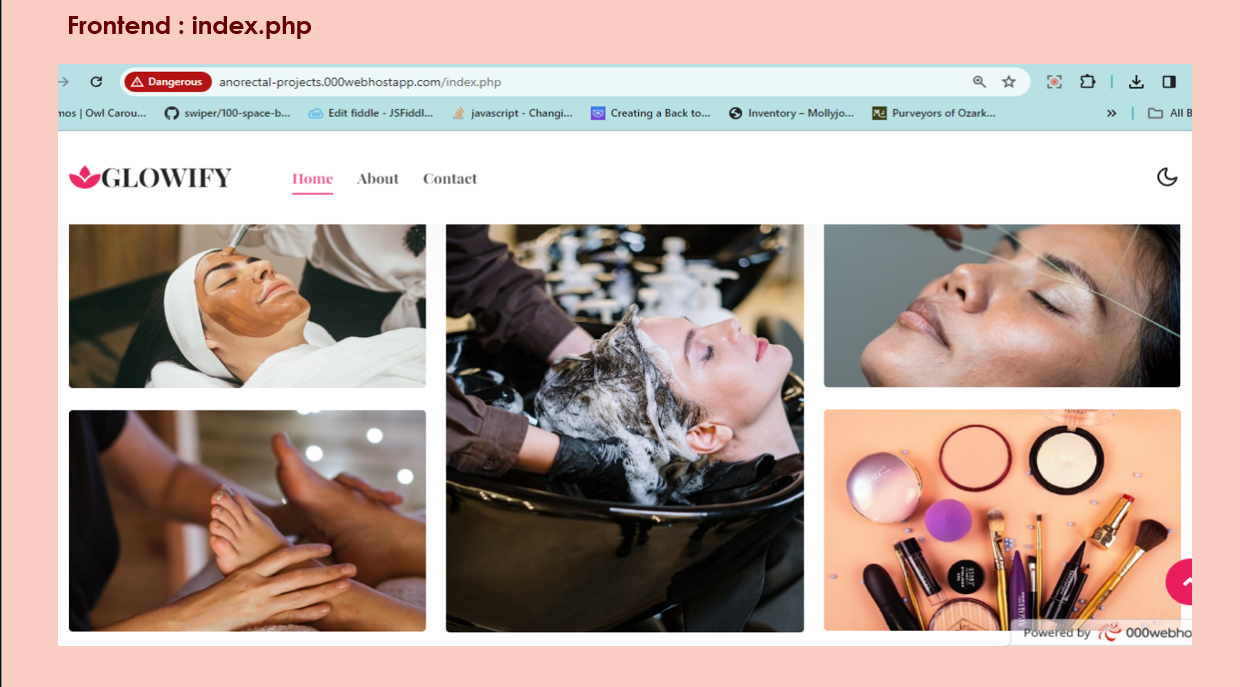 Frontend : index.php
Dangerous anorectal-projects.000webhostapp.com/index.php
mos | Owl Carou... swiper/100-space-b... Edit fiddle - JSFiddl... javascript - Changi... Creating a Back to... Inventory – Mollyjo... Purveyors of Ozark... » All B
GLOWIFY Home About Contact
Powered by 000webho